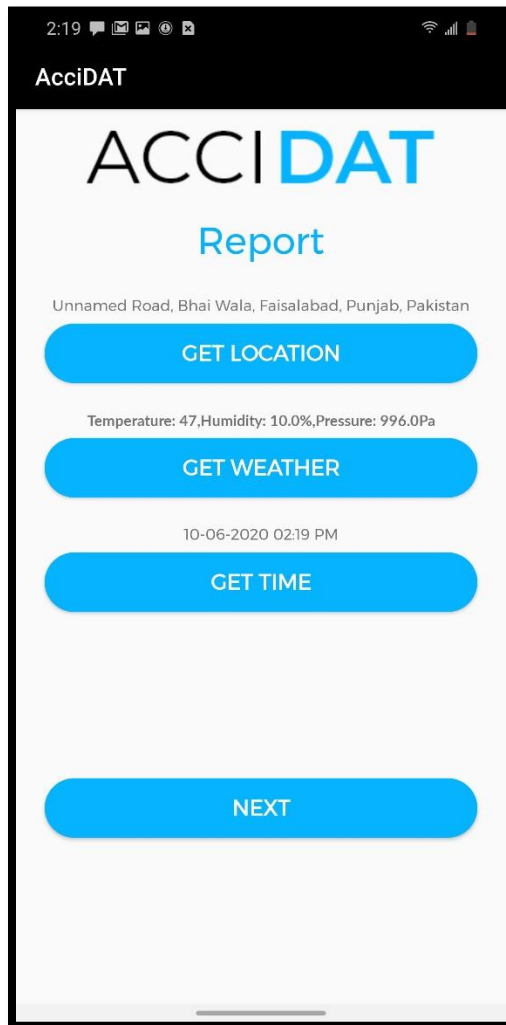 2:19
AcciDAT
ACCIDAT
Report
Unnamed Road, Bhai Wala, Faisalabad, Punjab, Pakistan
GET LOCATION
Temperature: 47,Humidity: 10.0%,Pressure: 996.0Pa
GET WEATHER
10-06-2020 02:19 PM
GET TIME
NEXT